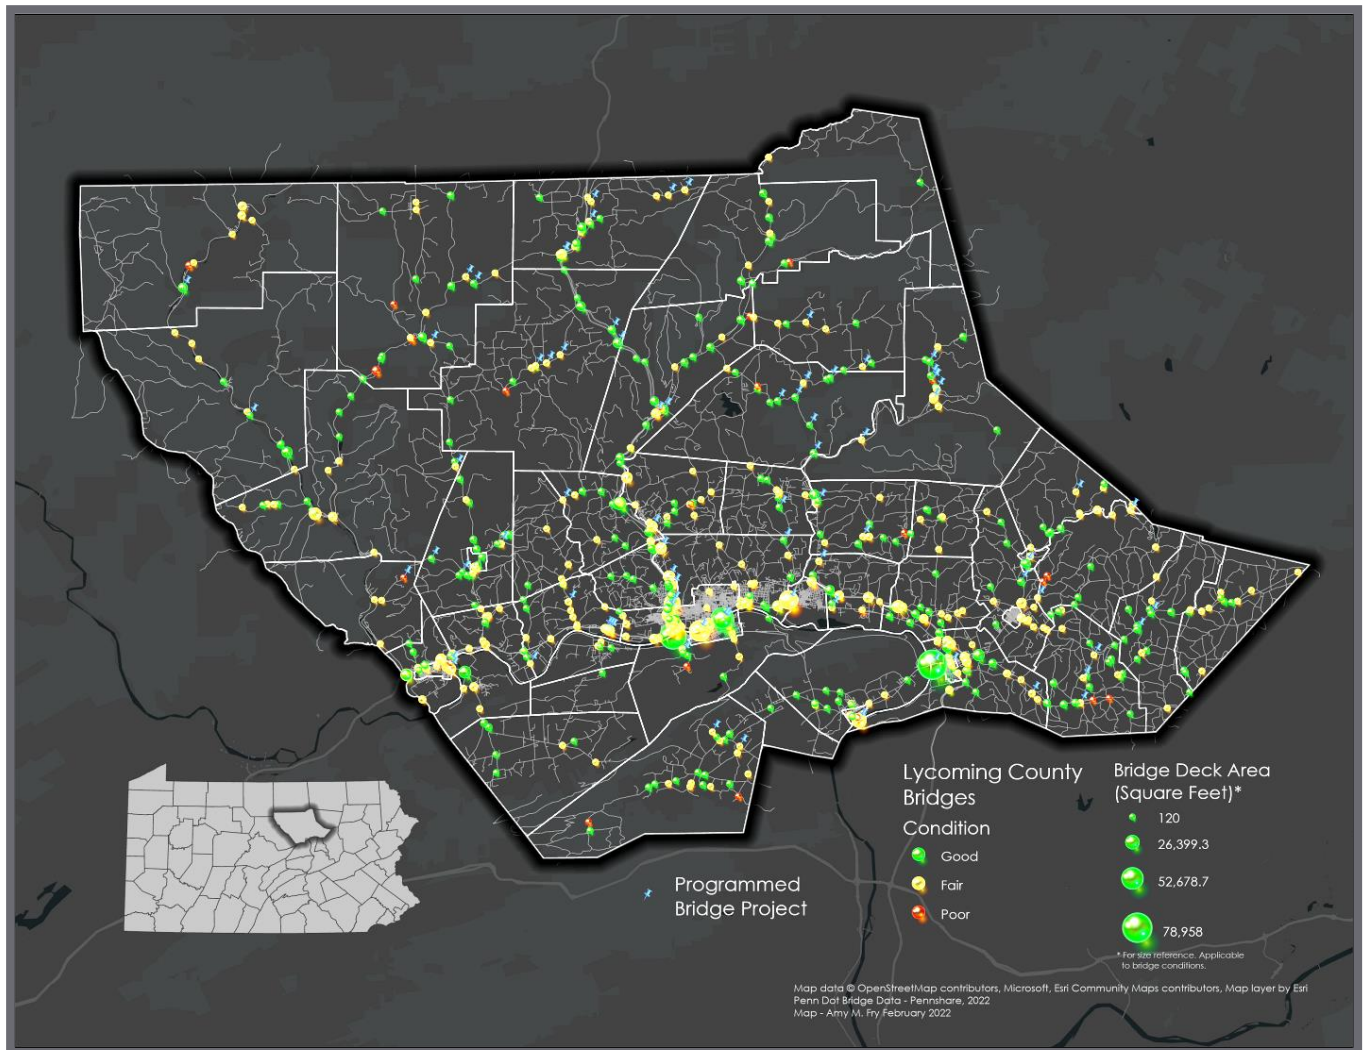 Lycoming County
Bridges
Condition
Good
Fair
Poor
Bridge Deck Area
(Square Feet)*
120
26,399.3
52,678.7
78,958
* For size reference. Applicable
to bridge conditions.
Programmed
Bridge Project
Map data © OpenStreetMap contributors, Microsoft, Esri Community Maps contributors, Map layer by Esri
Penn Dot Bridge Data - Pennshare, 2022
Map - Amy M. Fry February 2022